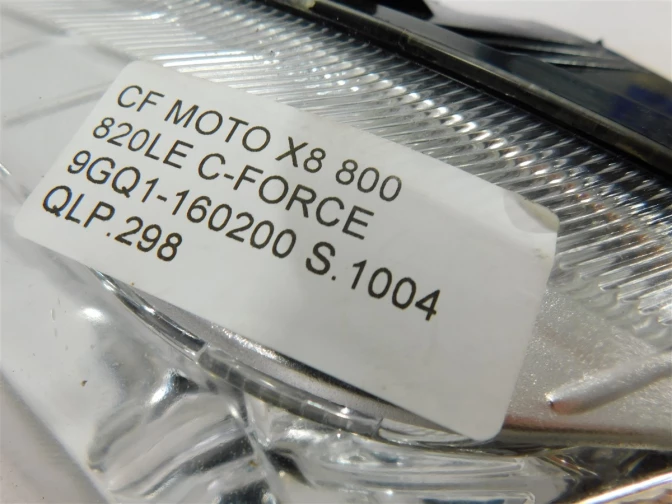 CF MOTO X8 800
820LE C-FORCE
9GQ1-160200 S.1004
QLP.298